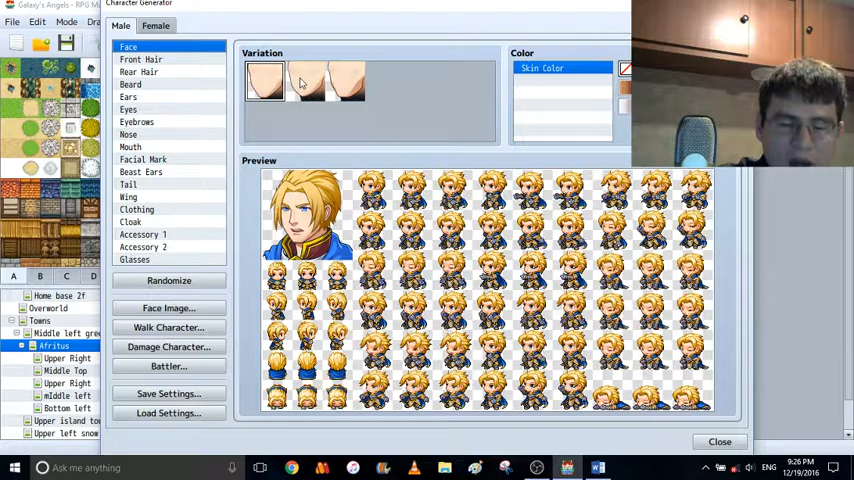 Galaxy's Angels - RPG Ma
Character Generator
File Edit Mode
Male Female
Face
Front Hair
Rear Hair
Beard
Ears
Eyes
Eyebrows
Nose
Mouth
Facial Mark
Beast Ears
Tail
Wing
Clothing
Cloak
Accessory 1
Accessory 2
Glasses
Randomize
Face Image...
Walk Character...
Damage Character...
Battler...
Save Settings...
Load Settings...
Variation
Color
Skin Color
Preview
Close
A B C D
Home base 2f
Overworld
Towns
Middle left gre
Afritus
Upper Right
Middle Top
Upper Right
mIddle Left
Bottom left
Upper island tow
Upper left snow
Ask me anything
ENG
9:26 PM
12/19/2016